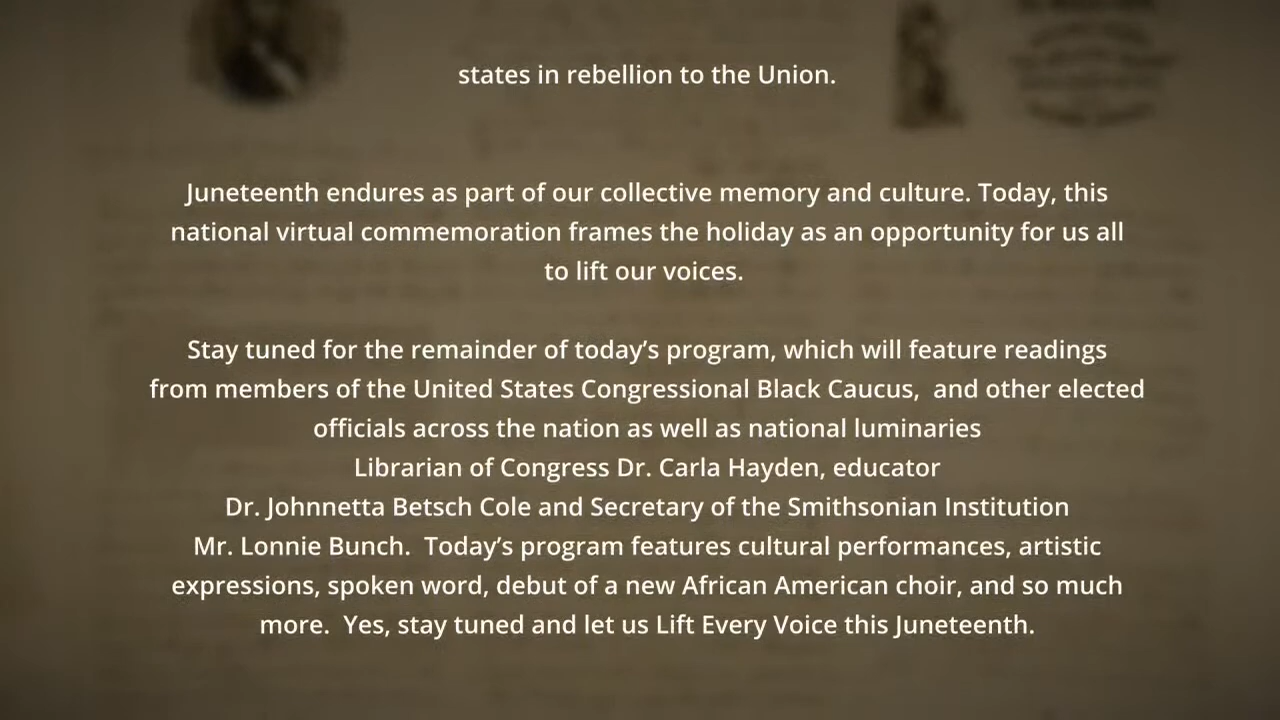 states in rebellion to the Union.
Juneteenth endures as part of our collective memory and culture. Today, this
national virtual commemoration frames the holiday as an opportunity for us all
to lift our voices.
Stay tuned for the remainder of today’s program, which will feature readings
from members of the United States Congressional Black Caucus,  and other elected
officials across the nation as well as national luminaries
Librarian of Congress Dr. Carla Hayden, educator
Dr. Johnnetta Betsch Cole and Secretary of the Smithsonian Institution
Mr. Lonnie Bunch.  Today’s program features cultural performances, artistic
expressions, spoken word, debut of a new African American choir, and so much
more.  Yes, stay tuned and let us Lift Every Voice this Juneteenth.